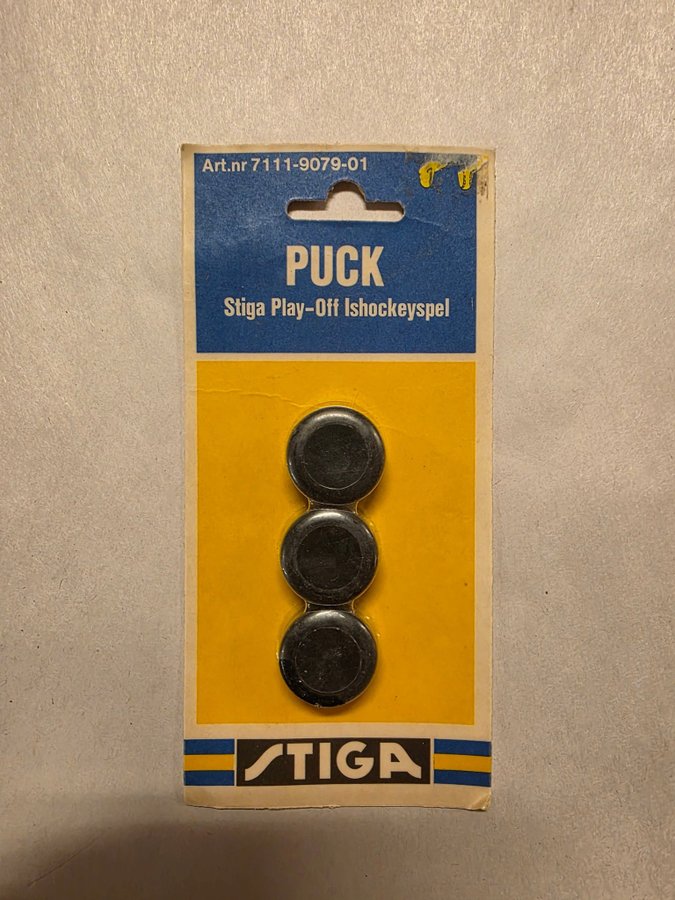 Art.nr 7111-9079-01
PUCK
Stiga Play-Off Ishockeyspel
STIGA